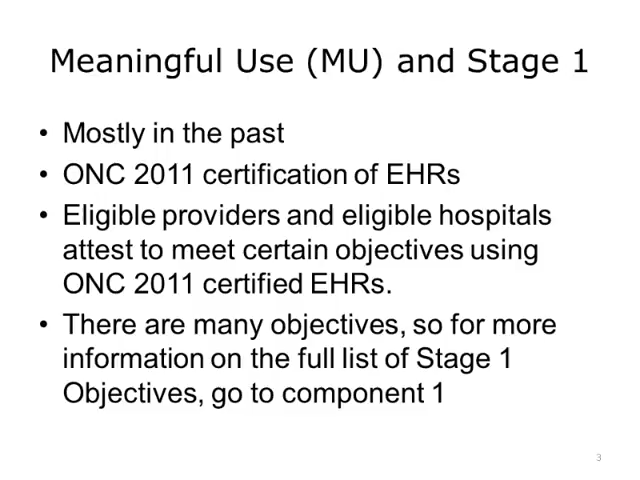 Meaningful Use (MU) and Stage 1
• Mostly in the past
• ONC 2011 certification of EHRs
• Eligible providers and eligible hospitals
attest to meet certain objectives using
ONC 2011 certified EHRs.
• There are many objectives, so for more
information on the full list of Stage 1
Objectives, go to component 1
3